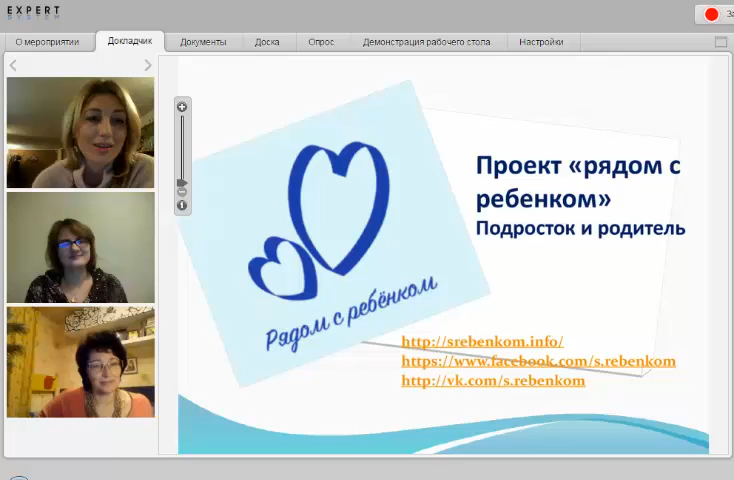 EXPERT
SYSTEM
О мероприятии
Докладчик
Документы
Доска
Опрос
Демонстрация рабочего стола
Настройки
Проект «рядом с
ребенком»
Подросток и родитель
Рядом с ребёнком
http://srebenkom.info/
https://www.facebook.com/s.rebenkom
http://vk.com/s.rebenkom